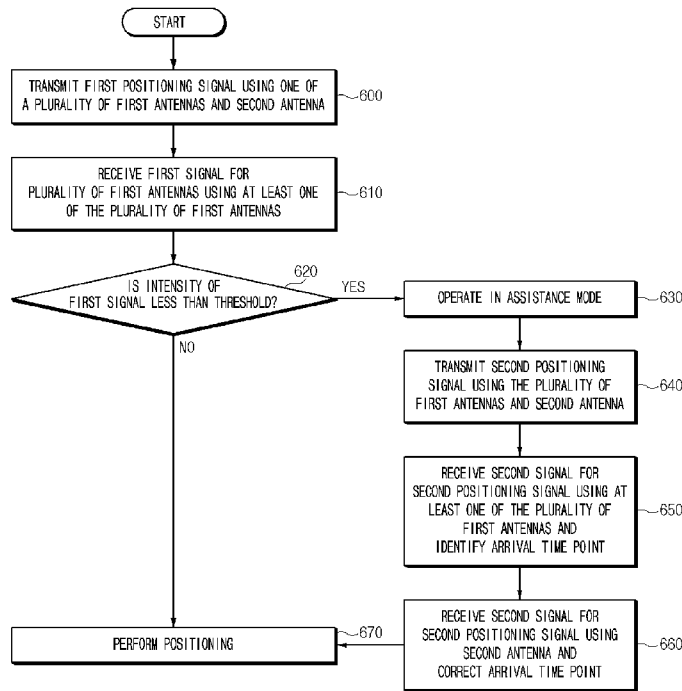 START
TRANSMIT FIRST POSITIONING SIGNAL USING ONE OF
A PLURALITY OF FIRST ANTENNAS AND SECOND ANTENNA
600
RECEIVE FIRST SIGNAL FOR
PLURALITY OF FIRST ANTENNAS USING AT LEAST ONE
OF THE PLURALITY OF FIRST ANTENNAS
610
620
IS INTENSITY OF
FIRST SIGNAL LESS THAN THRESHOLD?
YES
NO
OPERATE IN ASSISTANCE MODE
630
TRANSMIT SECOND POSITIONING
SIGNAL USING THE PLURALITY OF
FIRST ANTENNAS AND SECOND ANTENNA
640
RECEIVE SECOND SIGNAL FOR
SECOND POSITIONING SIGNAL USING AT
LEAST ONE OF THE PLURALITY OF
FIRST ANTENNAS AND
IDENTIFY ARRIVAL TIME POINT
650
RECEIVE SECOND SIGNAL FOR
SECOND POSITIONING SIGNAL USING
SECOND ANTENNA AND
CORRECT ARRIVAL TIME POINT
660
PERFORM POSITIONING
670